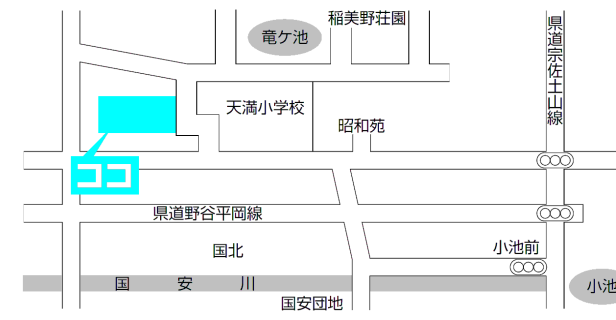 稲美野荘園
竜ケ池
県道宗佐土山線
天満小学校
昭和苑
ココ
県道野谷平岡線
国北
小池前
国安川
小池
国安団地